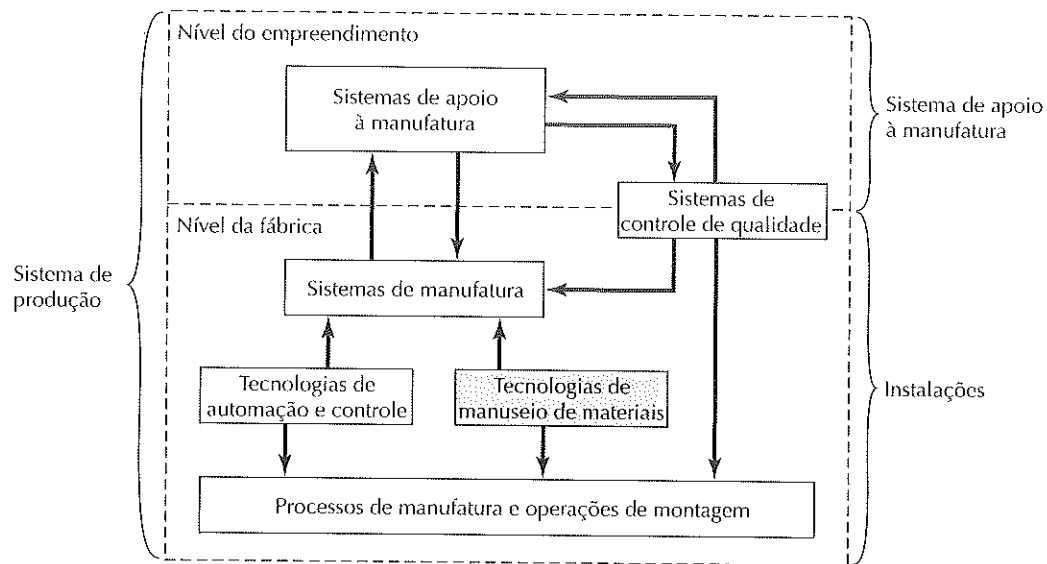 Nível do empreendimento
Sistemas de apoio
à manufatura
Sistema de apoio
à manufatura
Sistemas de
controle de qualidade
Nível da fábrica
Sistema de
produção
Sistemas de manufatura
Tecnologias de
automação e controle
Tecnologias de
manuseio de materiais
Instalações
Processos de manufatura e operações de montagem